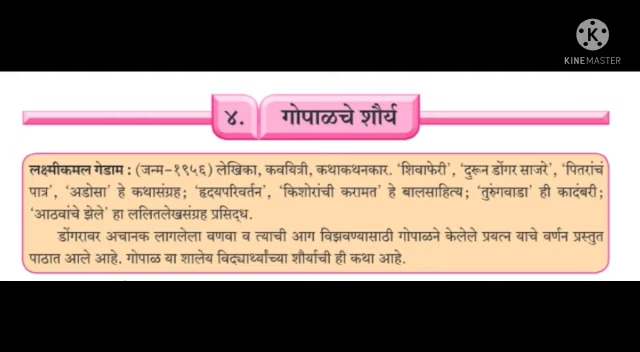 K
KINEMASTER
४. गोपाळचे शौर्य
लक्ष्मीकमल गेडाम : (जन्म-१९५६) लेखिका, कवयित्री, कथाकथनकार. ‘शिवाफेरी’, ‘दुरून डोंगर साजरे’, ‘पितरांचं
पात्र’, ‘अडोसा’ हे कथासंग्रह; ‘हृदयपरिवर्तन’, ‘किशोरांची करामत’ हे बालसाहित्य; ‘तुरुंगवाडा’ ही कादंबरी;
‘आठवांचे झेले’ हा ललितलेखसंग्रह प्रसिद्ध.
डोंगरावर अचानक लागलेला वणवा व त्याची आग विझवण्यासाठी गोपाळने केलेले प्रयत्न याचे वर्णन प्रस्तुत
पाठात आले आहे. गोपाळ या शालेय विद्यार्थ्याच्या शौर्याची ही कथा आहे.